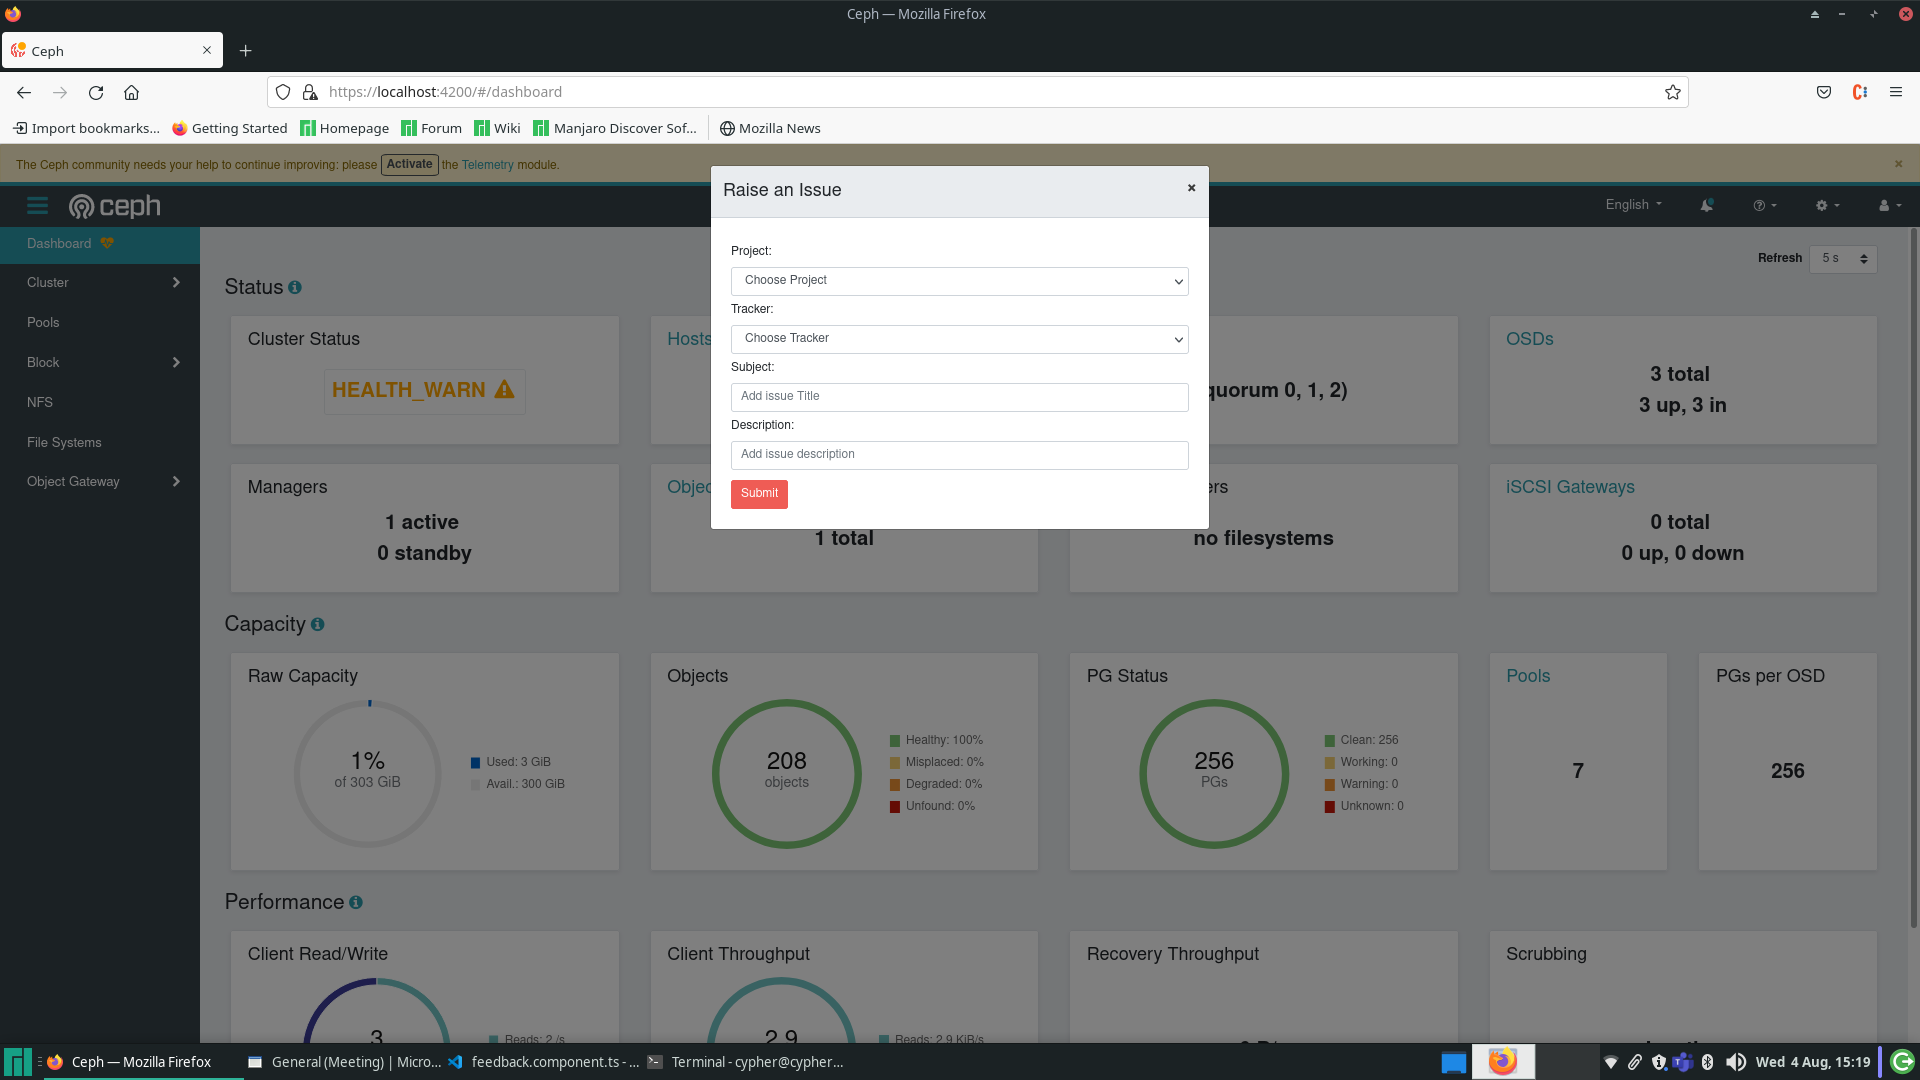 Ceph — Mozilla Firefox
Ceph
https://localhost:4200/#/dashboard
Import bookmarks... Getting Started Homepage Forum Wiki Manjaro Discover Sof... Mozilla News
The Ceph community needs your help to continue improving: please Activate the Telemetry module.
ceph
English
Raise an Issue
Project:
Choose Project
Tracker:
Choose Tracker
Subject:
Add issue Title
Description:
Add issue description
Submit
Dashboard
Cluster
Pools
Block
NFS
File Systems
Object Gateway
Refresh 5 s
Status
Cluster Status
HEALTH_WARN
Hosts
quorum 0, 1, 2)
OSDs
3 total
3 up, 3 in
Managers
1 active
0 standby
1 total
no filesystems
iSCSI Gateways
0 total
0 up, 0 down
Capacity
Raw Capacity
1%
of 303 GiB
Used: 3 GiB
Avail.: 300 GiB
Objects
208
objects
Healthy: 100%
Misplaced: 0%
Degraded: 0%
Unfound: 0%
PG Status
256
PGs
Clean: 256
Working: 0
Warning: 0
Unknown: 0
Pools
7
PGs per OSD
256
Performance
Client Read/Write
3
Reads: 2 /s
Client Throughput
2.9
Reads: 2.9 KiB/s
Recovery Throughput
Scrubbing
Ceph — Mozilla Firefox
General (Meeting) | Micro...
feedback.component.ts - ...
Terminal - cypher@cypher...
Wed 4 Aug, 15:19